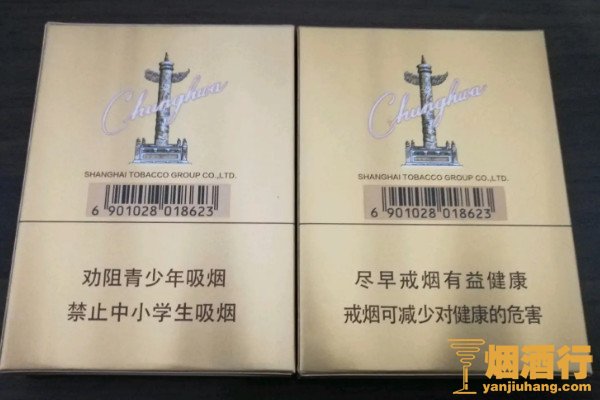 Chunghwa
SHANGHAI TOBACCO GROUP CO.,LTD.
6 901028 018623
劝阻青少年吸烟
禁止中小学生吸烟
Chunghwa
SHANGHAI TOBACCO GROUP CO.,LTD.
6 901028 018623
尽早戒烟有益健康
戒烟可减少对健康的危害
烟酒行
yanjiuhang.com